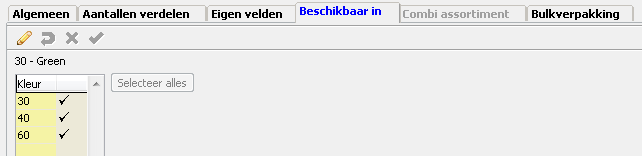 Algemeen Aantallen verdelen Eigen velden Beschikbaar in Combi assortiment Bulkverpakking
30 - Green
Kleur Selecteer alles
30
40
60